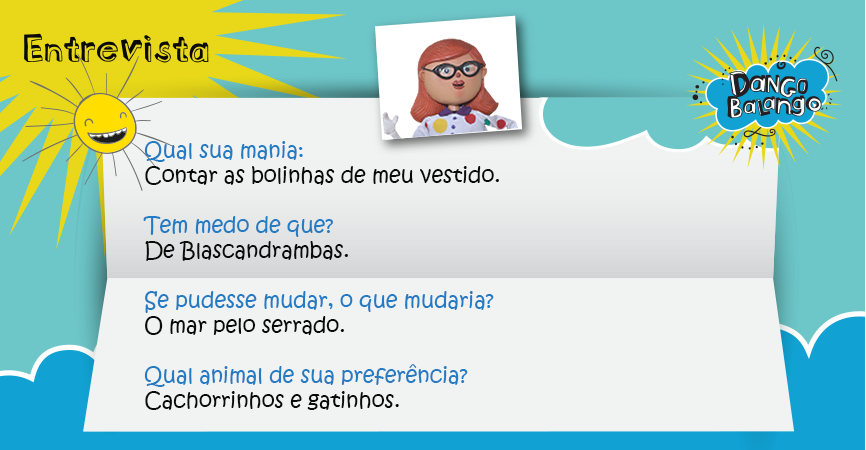 Entrevista
Dango
Balango
Qual sua mania:
Contar as bolinhas de meu vestido.
Tem medo de que?
De Blascandrambas.
Se pudesse mudar, o que mudaria?
O mar pelo serrado.
Qual animal de sua preferência?
Cachorrinhos e gatinhos.